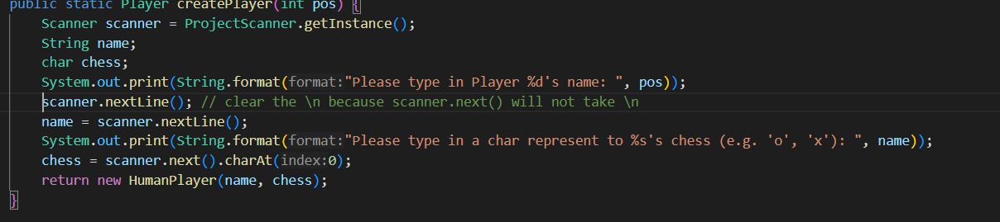 public static Player createPlayer(int pos) {
Scanner scanner = ProjectScanner.getInstance();
String name;
char chess;
System.out.print(String.format(format:"Please type in Player %d's name: ", pos));
scanner.nextLine(); // clear the \n because scanner.next() will not take \n
name = scanner.nextLine();
System.out.print(String.format(format:"Please type in a char represent to %s's chess (e.g. 'o', 'x'): ", name));
chess = scanner.next().charAt(index:0);
return new HumanPlayer(name, chess);
}